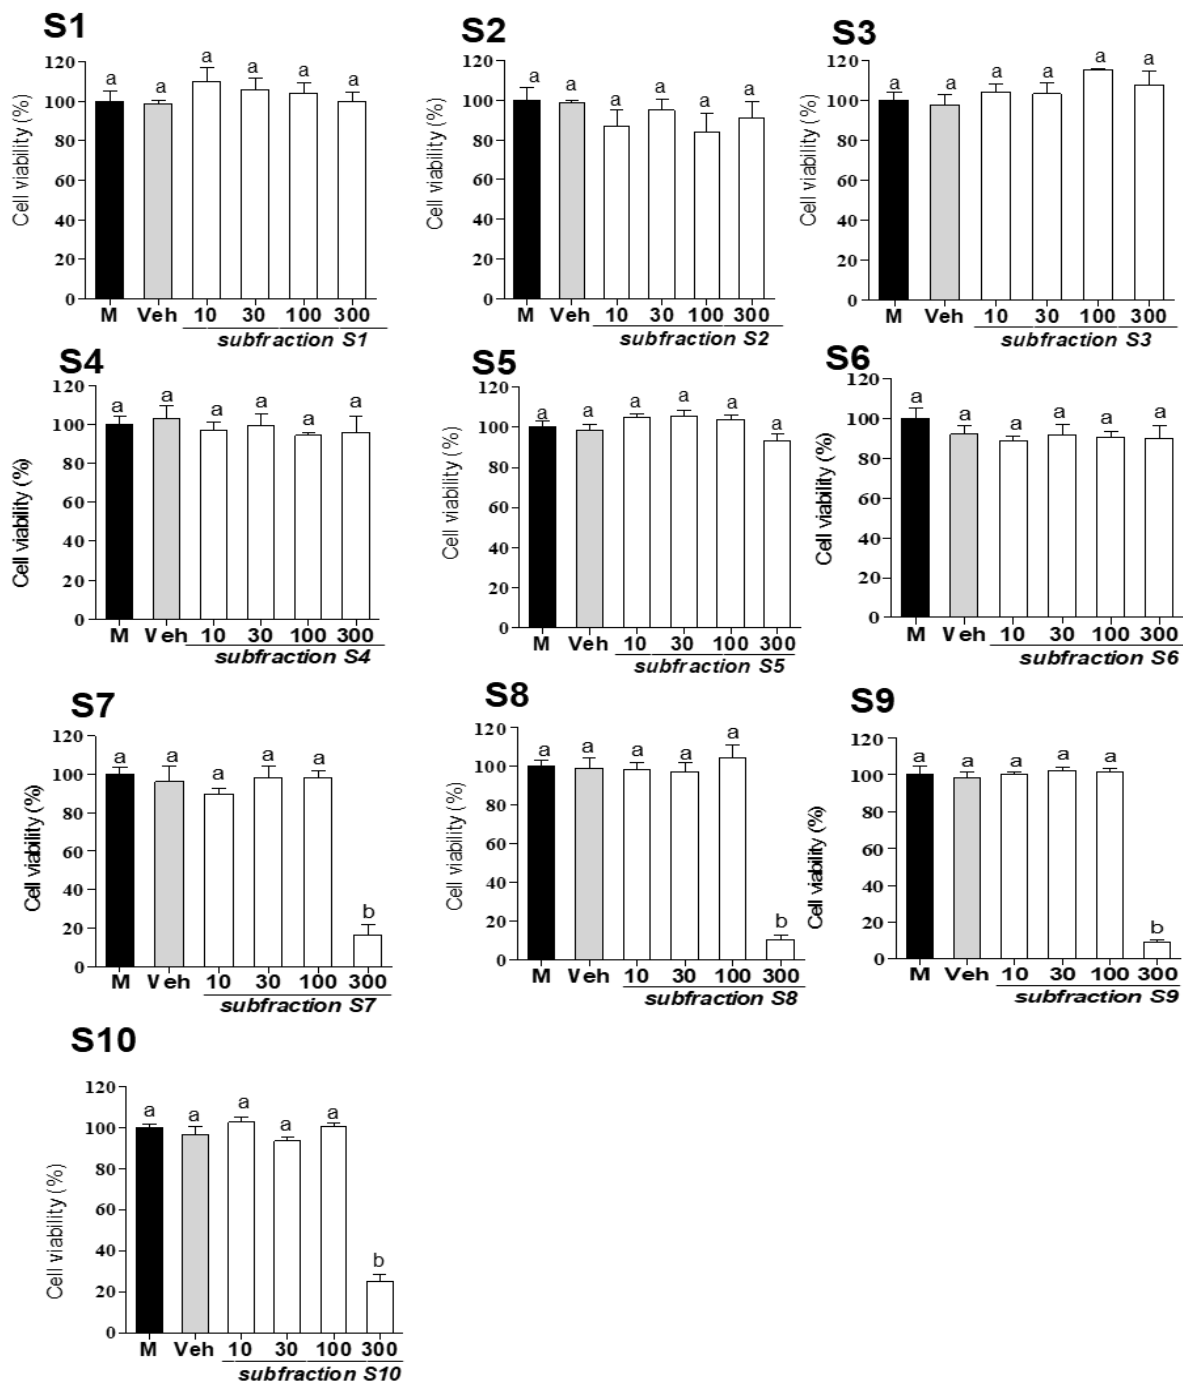 S1
a a a a a a
Cell viability (%)
120
100
80
60
40
20
0
M Veh 10 30 100 300
subfraction S1
S2
a a a a a a
Cell viability (%)
120
100
80
60
40
20
0
M Veh 10 30 100 300
subfraction S2
S3
a a a a a a
Cell viability (%)
120
100
80
60
40
20
0
M Veh 10 30 100 300
subfraction S3
S4
a a a a a a
Cell viability (%)
120
100
80
60
40
20
0
M Veh 10 30 100 300
subfraction S4
S5
a a a a a a
Cell viability (%)
120
100
80
60
40
20
0
M Veh 10 30 100 300
subfraction S5
S6
a a a a a a
Cell viability (%)
120
100
80
60
40
20
0
M Veh 10 30 100 300
subfraction S6
S7
a a a a a b
Cell viability (%)
120
100
80
60
40
20
0
M Veh 10 30 100 300
subfraction S7
S8
a a a a a b
Cell viability (%)
120
100
80
60
40
20
0
M Veh 10 30 100 300
subfraction S8
S9
a a a a a b
Cell viability (%)
120
100
80
60
40
20
0
M Veh 10 30 100 300
subfraction S9
S10
a a a a a b
Cell viability (%)
120
100
80
60
40
20
0
M Veh 10 30 100 300
subfraction S10